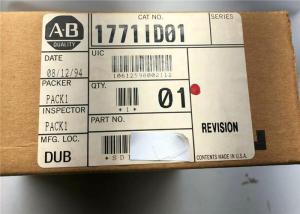 A-B
QUALITY
CAT NO.
SERIES
1771ID01
UIC
DATE
08/12/94
10612598002112
PACKER
PACK1
QTY.
*1*
01
INSPECTOR
PACK1
PART NO.
REVISION
MFG. LOC.
DUB
CONTENTS MADE IN U.S.A.